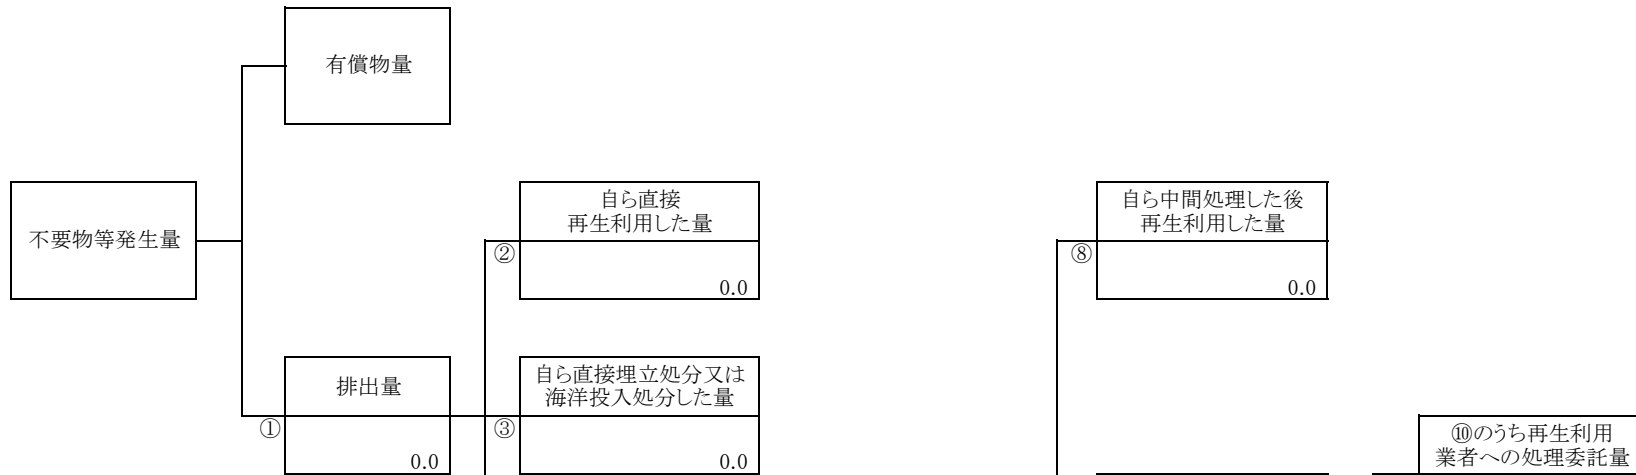 有償物量
不要物等発生量
自ら直接
再生利用した量
②
0.0
自ら中間処理した後
再生利用した量
⑧
0.0
排出量
①
0.0
自ら直接埋立処分又は
海洋投入処分した量
③
0.0
⑩のうち再生利用
業者への処理委託量